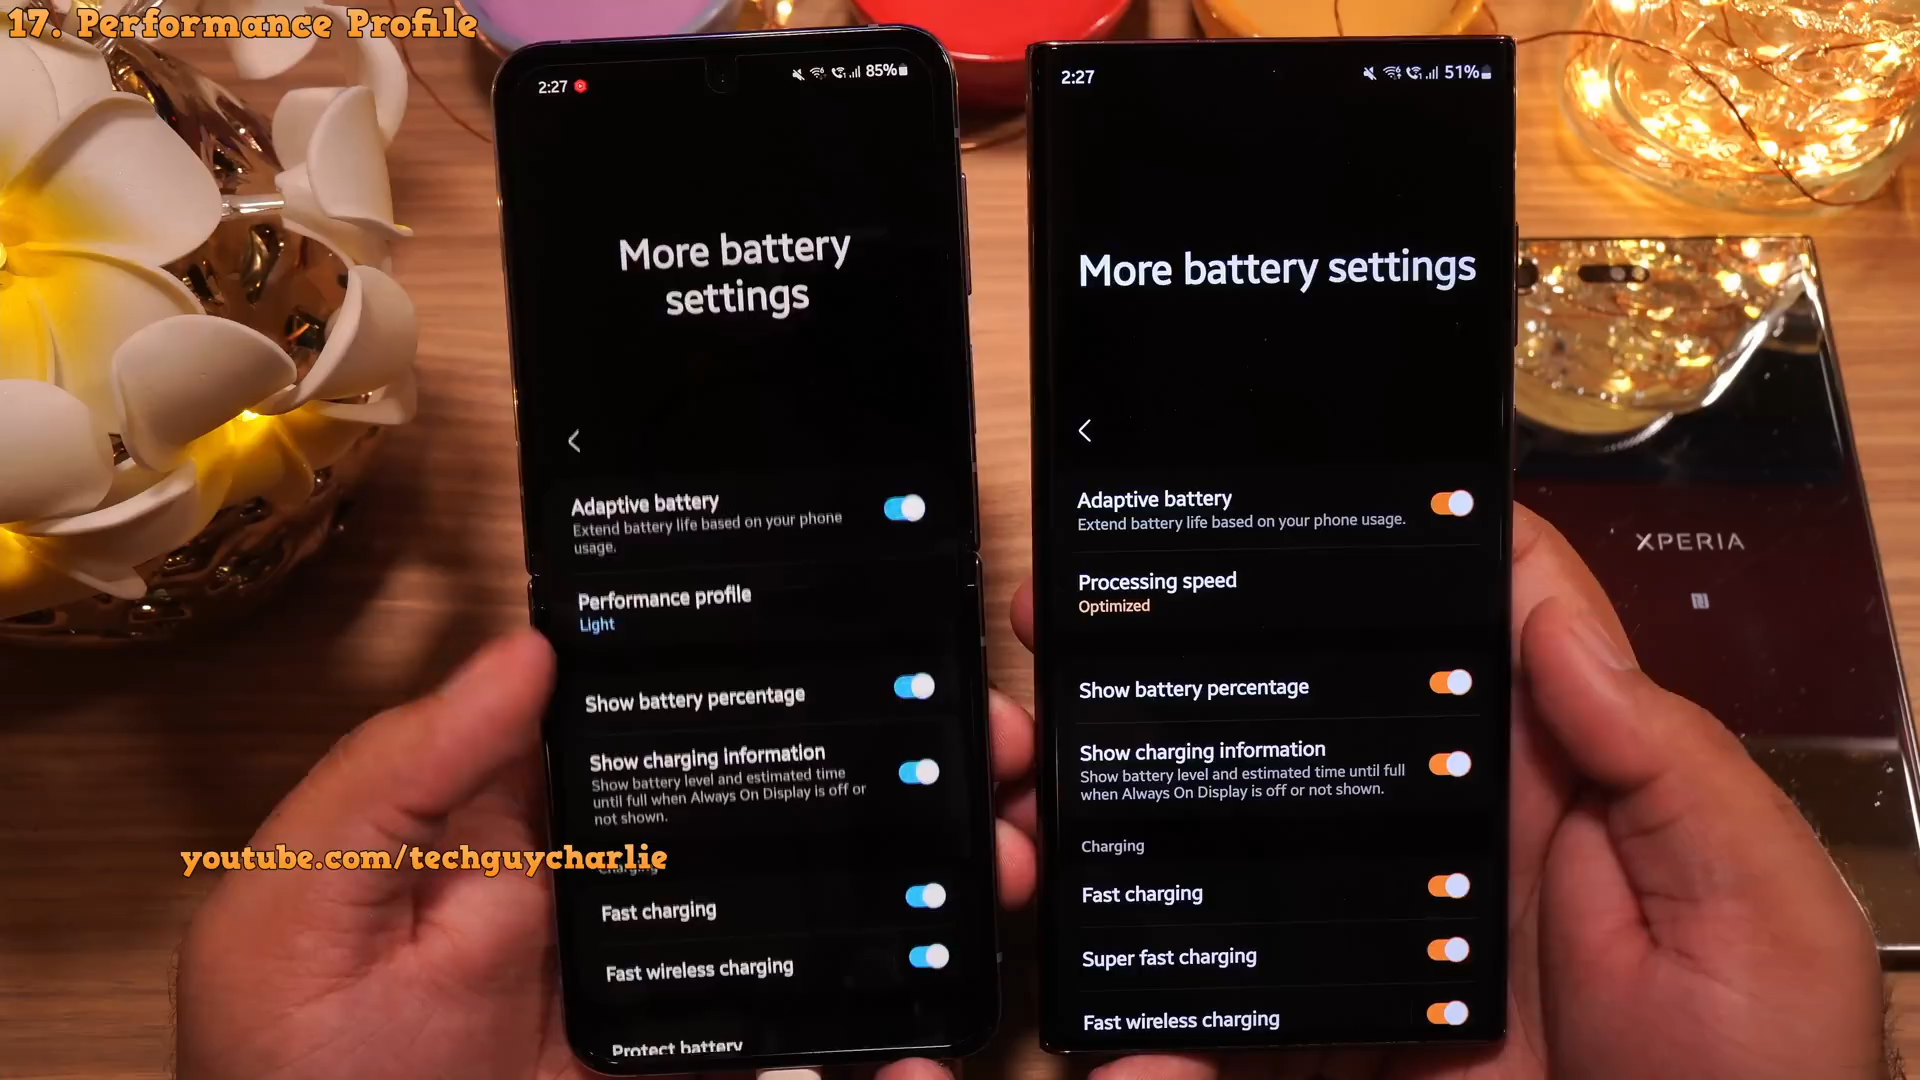 17. Performance Profile
2:27
85%
More battery
settings
Adaptive battery
Extend battery life based on your phone
usage.
Performance profile
Light
Show battery percentage
Show charging information
Show battery level and estimated time
until full when Always On Display is off or
not shown.
Charging
Fast charging
Fast wireless charging
Protect battery
youtube.com/techguycharlie
2:27
51%
More battery settings
Adaptive battery
Extend battery life based on your phone usage.
Processing speed
Optimized
Show battery percentage
Show charging information
Show battery level and estimated time until full
when Always On Display is off or not shown.
Charging
Fast charging
Super fast charging
Fast wireless charging
XPERIA